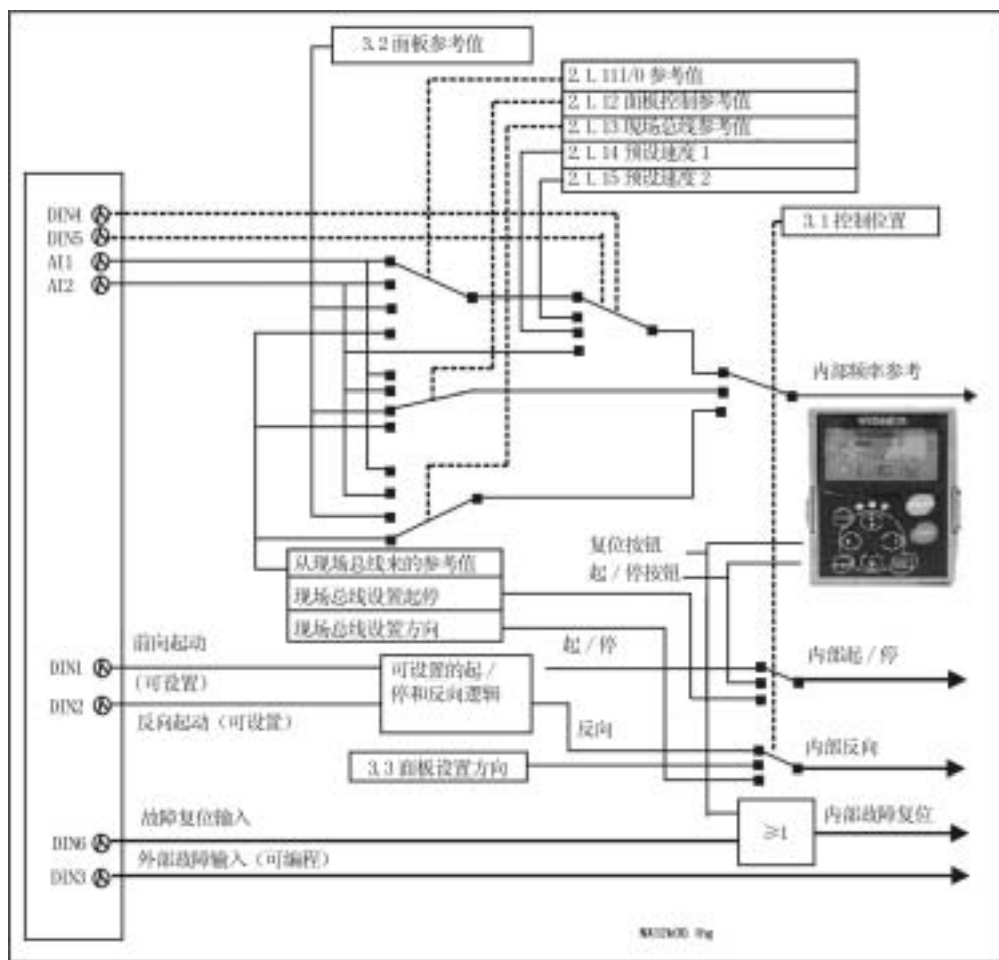 3.2面板参考值
2.1.11I/0 参考值
2.1.12 面板控制参考值
2.1.13 现场总线参考值
2.1.14 预设速度 1
2.1.15 预设速度 2
3.1控制位置
DIN4
DIN5
AI1
AI2
内部频率参考
复位按钮
起/停按钮
从现场总线来的参考值
现场总线设置起停
现场总线设置方向
前向起动
起/停
内部起/停
DIN1
(可设置)
可设置的起/
停和反向逻辑
DIN2
反向起动(可设置)
反向
内部反向
3.3 面板设置方向
故障复位输入
内部故障复位
≥1
DIN6
外部故障输入(可编程)
DIN3